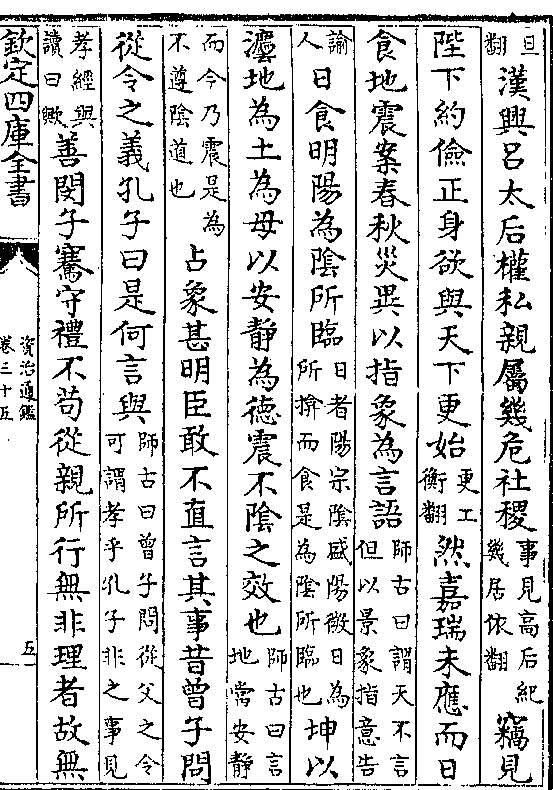 旦翻漢興呂太后權私親屬幾危社稷事見高后紀幾居依翻竊見
陛下約儉正身欲與天下更始更工衡翻然嘉瑞未應而日
食地震案春秋災異以指象為言語師古曰謂天不言但以景象指意告
諭人日食明陽為陰所臨日者陽宗陰盛陽微日為所揜而食是為陰所臨也坤以
灋地為土為母以安靜為德震不陰之效也師古曰言地當安靜
而今乃震是為不遵陰道也占象甚明臣敢不直言其事昔曾子問
從令之義孔子曰是何言與師古曰曾子問從父之令可謂孝乎孔子非之事見
孝經與讀曰歟善閔子騫守禮不苟從親所行無非理者故無
欽定四庫全書
資治通鑑
卷三十五
五